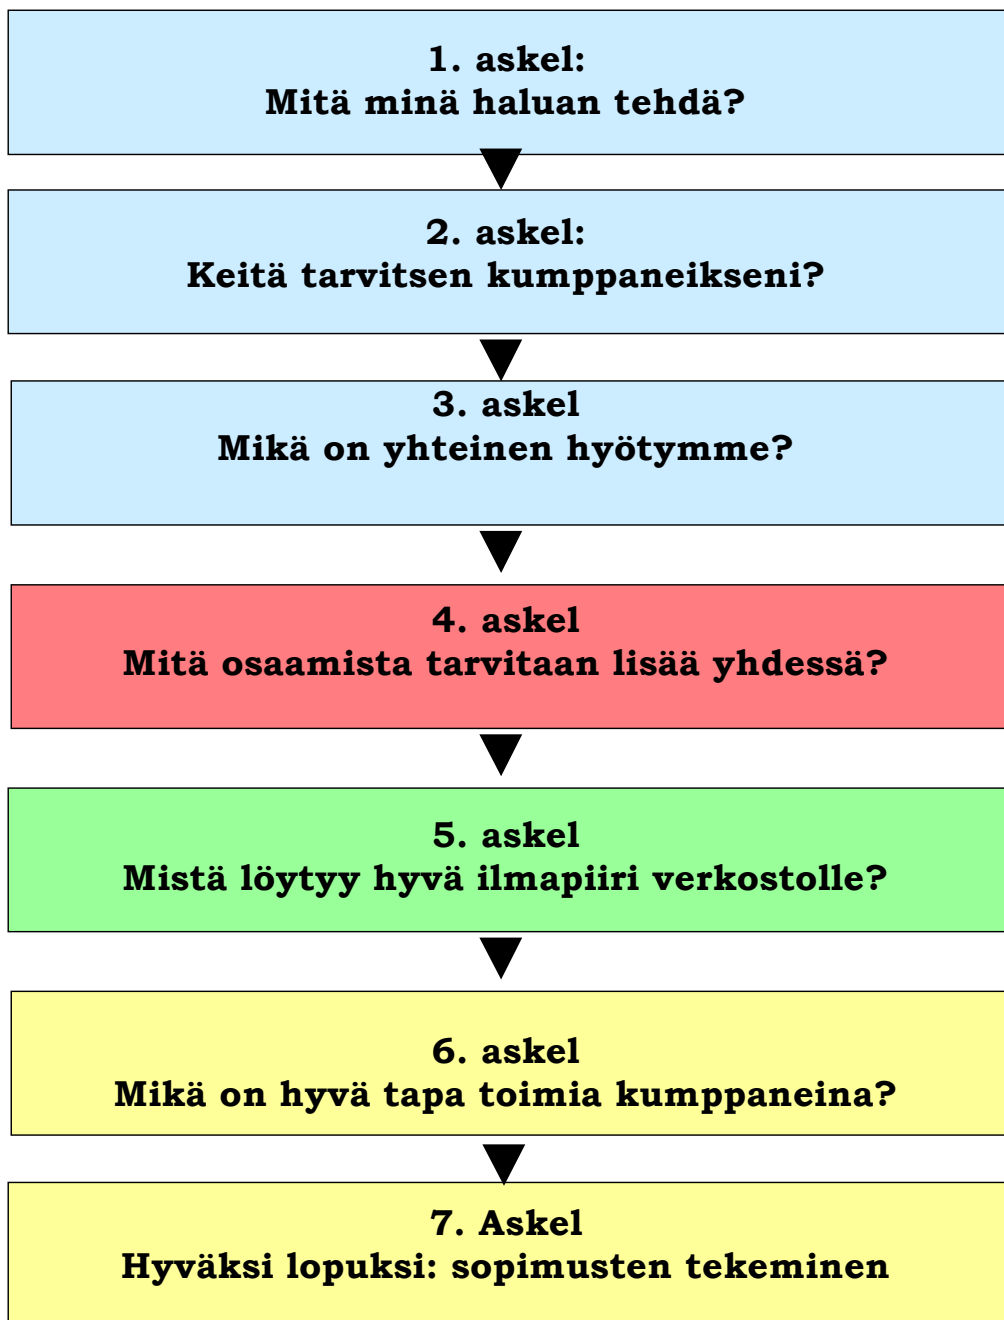 1. askel:
Mitä minä haluan tehdä?
2. askel:
Keitä tarvitsen kumppaneikseni?
3. askel
Mikä on yhteinen hyötymme?
4. askel
Mitä osaamista tarvitaan lisää yhdessä?
5. askel
Mistä löytyy hyvä ilmapiiri verkostolle?
6. askel
Mikä on hyvä tapa toimia kumppaneina?
7. Askel
Hyväksi lopuksi: sopimusten tekeminen